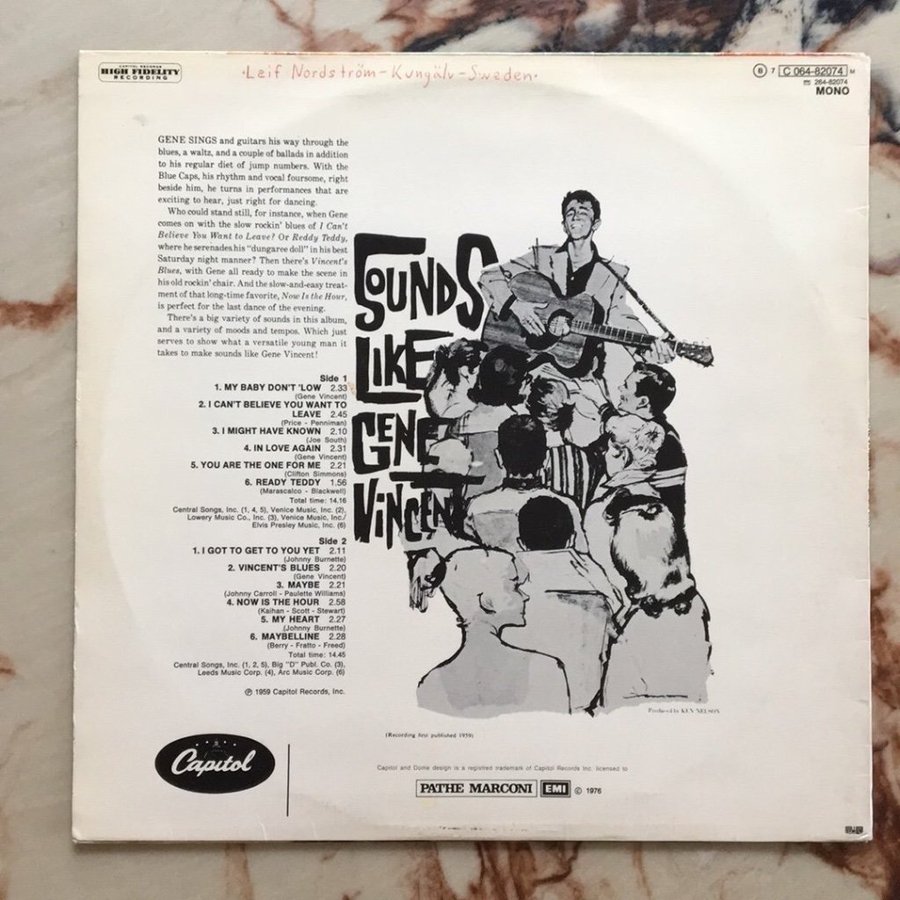 CAPITOL RECORDS
HIGH FIDELITY
RECORDING
·Leif Nordström-Kungälv-Sweden·
7 C 064-82074 M
264-82074
MONO
GENE SINGS and guitars his way through the
blues, a waltz, and a couple of ballads in addition
to his regular diet of jump numbers. With the
Blue Caps, his rhythm and vocal foursome, right
beside him, he turns in performances that are
exciting to hear, just right for dancing.
Who could stand still, for instance, when Gene
comes on with the slow rockin' blues of I Can't
Believe You Want to Leave? Or Reddy Teddy,
where he serenades his "dungaree doll" in his best
Saturday night manner? Then there's Vincent's
Blues, with Gene all ready to make the scene in
his old rockin' chair. And the slow-and-easy treat-
ment of that long-time favorite, Now Is the Hour,
is perfect for the last dance of the evening.
There's a big variety of sounds in this album,
and a variety of moods and tempos. Which just
serves to show what a versatile young man it
takes to make sounds like Gene Vincent!
Side 1
1. MY BABY DON'T 'LOW 2.33
(Gene Vincent)
2. I CAN'T BELIEVE YOU WANT TO
LEAVE 2.45
(Price - Penniman)
3. I MIGHT HAVE KNOWN 2.10
(Joe South)
4. IN LOVE AGAIN 2.31
(Gene Vincent)
5. YOU ARE THE ONE FOR ME 2.21
(Clifton Simmons)
6. READY TEDDY 1.56
(Marascalco - Blackwell)
Total time: 14.16
Central Songs, Inc. (1, 4, 5), Venice Music, Inc. (2),
Lowery Music Co., Inc. (3), Venice Music, Inc./
Elvis Presley Music, Inc. (6)
Side 2
1. I GOT TO GET TO YOU YET 2.11
(Johnny Burnette)
2. VINCENT'S BLUES 2.20
(Gene Vincent)
3. MAYBE 2.21
(Johnny Carroll - Paulette Williams)
4. NOW IS THE HOUR 2.58
(Kaihan - Scott - Stewart)
5. MY HEART 2.27
(Johnny Burnette)
6. MAYBELLINE 2.28
(Berry - Fratto - Freed)
Total time: 14.45
Central Songs, Inc. (1, 2, 5), Big "D" Publ. Co. (3),
Leeds Music Corp. (4), Arc Music Corp. (6)
℗ 1959 Capitol Records, Inc.
SOUNDS
LIKE
GENE
VINCENT
Produced by KEN NELSON
(Recording first published 1959)
Capitol
Capitol and Dome design is a registred trademark of Capitol Records Inc. licensed to
PATHE MARCONI EMI © 1976